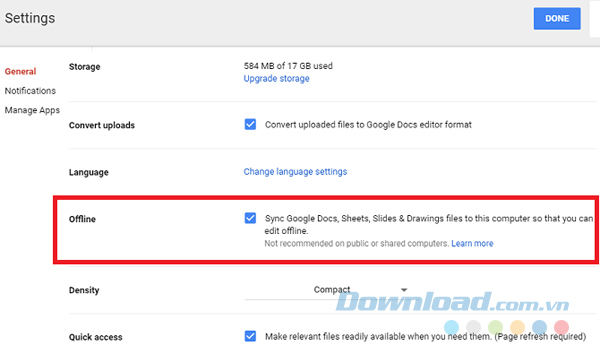 Settings
DONE
General
Notifications
Manage Apps
Storage
584 MB of 17 GB used
Upgrade storage
Convert uploads
Convert uploaded files to Google Docs editor format
Language
Change language settings
Offline
Sync Google Docs, Sheets, Slides & Drawings files to this computer so that you can
edit offline.
Not recommended on public or shared computers. Learn more
Density
Compact
Download.com.vn
Quick access
Make relevant files readily available when you need them. (Page refresh required)